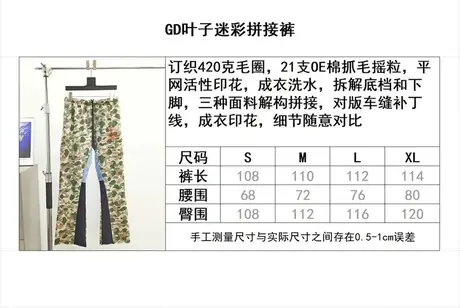 GD叶子迷彩拼接裤
订织420克毛圈，21支OE棉抓毛摇粒，平
网活性印花，成衣洗水，拆解底档和下
脚，三种面料解构拼接，对版车缝补丁
线，成衣印花，细节随意对比
尺码 S M L XL
裤长 108 110 112 114
腰围 68 72 76 80
臀围 108 112 116 120
手工测量尺寸与实际尺寸之间存在0.5-1cm误差